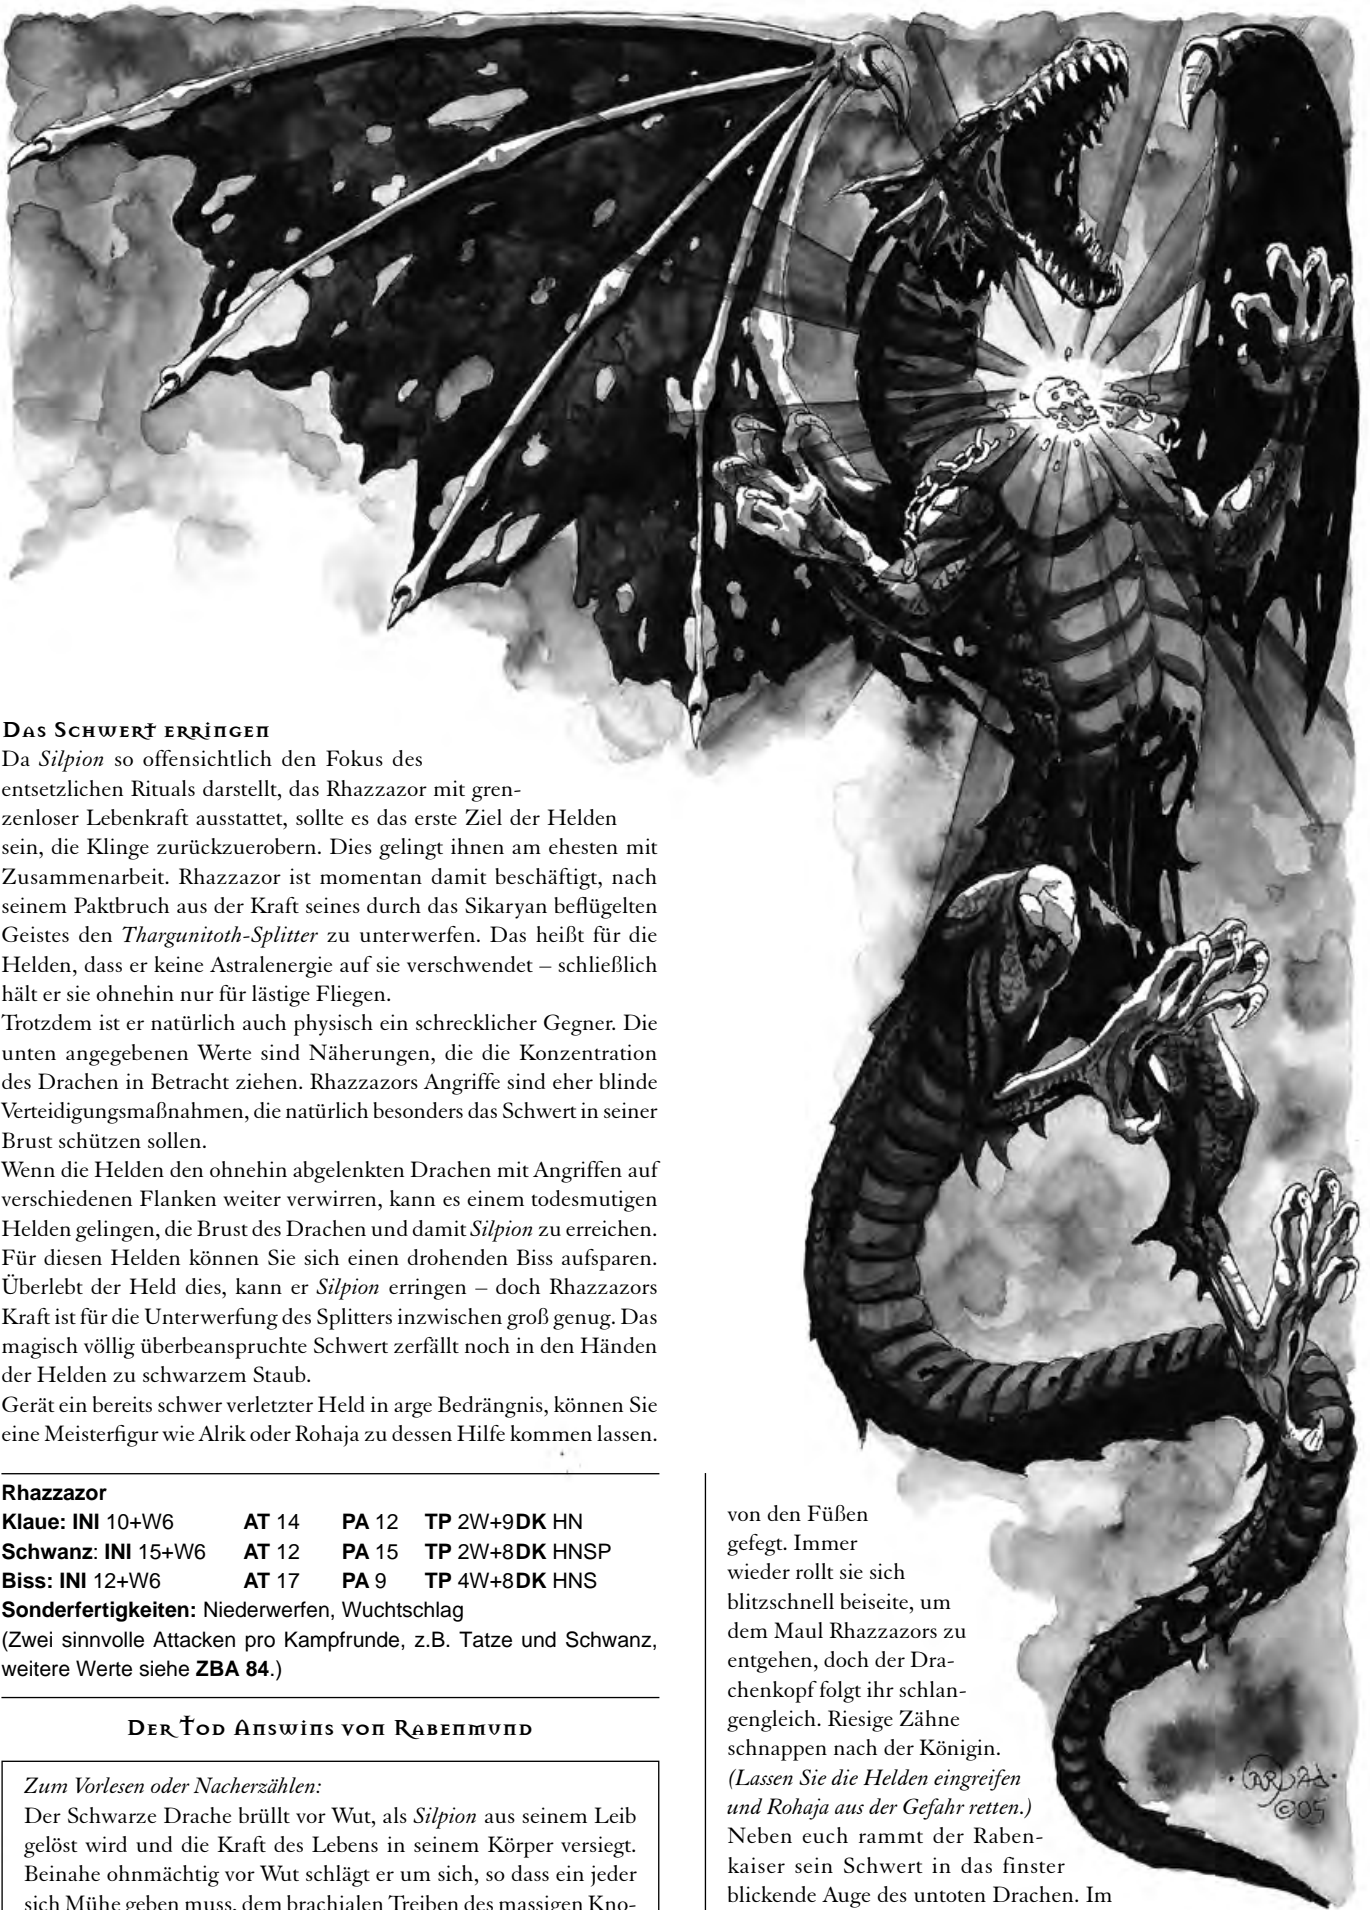 Das Schwert erringen
Da Silpion so offensichtlich den Fokus des
entsetzlichen Rituals darstellt, das Rhazzazor mit gren-
zenloser Lebenkraft ausstattet, sollte es das erste Ziel der Helden
sein, die Klinge zurückzuerobern. Dies gelingt ihnen am ehesten mit
Zusammenarbeit. Rhazzazor ist momentan damit beschäftigt, nach
seinem Paktbruch aus der Kraft seines durch das Sikaryan beflügelten
Geistes den Thargunitoth-Splitter zu unterwerfen. Das heißt für die
Helden, dass er keine Astralenergie auf sie verschwendet – schließlich
hält er sie ohnehin nur für lästige Fliegen.
Trotzdem ist er natürlich auch physisch ein schrecklicher Gegner. Die
unten angegebenen Werte sind Näherungen, die die Konzentration
des Drachen in Betracht ziehen. Rhazzazors Angriffe sind eher blinde
Verteidigungsmaßnahmen, die natürlich besonders das Schwert in seiner
Brust schützen sollen.
Wenn die Helden den ohnehin abgelenkten Drachen mit Angriffen auf
verschiedenen Flanken weiter verwirren, kann es einem todesmutigen
Helden gelingen, die Brust des Drachen und damit Silpion zu erreichen.
Für diesen Helden können Sie sich einen drohenden Biss aufsparen.
Überlebt der Held dies, kann er Silpion erringen – doch Rhazzazors
Kraft ist für die Unterwerfung des Splitters inzwischen groß genug. Das
magisch völlig überbeanspruchte Schwert zerfällt noch in den Händen
der Helden zu schwarzem Staub.
Gerät ein bereits schwer verletzter Held in arge Bedrängnis, können Sie
eine Meisterfigur wie Alrik oder Rohaja zu dessen Hilfe kommen lassen.
Rhazzazor
Klaue: INI 10+W6 AT 14 PA 12 TP 2W+9 DK HN
Schwanz: INI 15+W6 AT 12 PA 15 TP 2W+8 DK HNSP
Biss: INI 12+W6 AT 17 PA 9 TP 4W+8 DK HNS
Sonderfertigkeiten: Niederwerfen, Wuchtschlag
(Zwei sinnvolle Attacken pro Kampfrunde, z.B. Tatze und Schwanz,
weitere Werte siehe ZBA 84.)
Der Tod Answins von Rabenmund
Zum Vorlesen oder Nacherzählen:
Der Schwarze Drache brüllt vor Wut, als Silpion aus seinem Leib
gelöst wird und die Kraft des Lebens in seinem Körper versiegt.
Beinahe ohnmächtig vor Wut schlägt er um sich, so dass ein jeder
sich Mühe geben muss, dem brachialen Treiben des massigen Kno-
von den Füßen
gefegt. Immer
wieder rollt sie sich
blitzschnell beiseite, um
dem Maul Rhazzazors zu
entgehen, doch der Dra-
chenkopf folgt ihr schlan-
gengleich. Riesige Zähne
schnappen nach der Königin.
(Lassen Sie die Helden eingreifen
und Rohaja aus der Gefahr retten.)
Neben euch rammt der Raben-
kaiser sein Schwert in das finster
blickende Auge des untoten Drachen. Im
©05